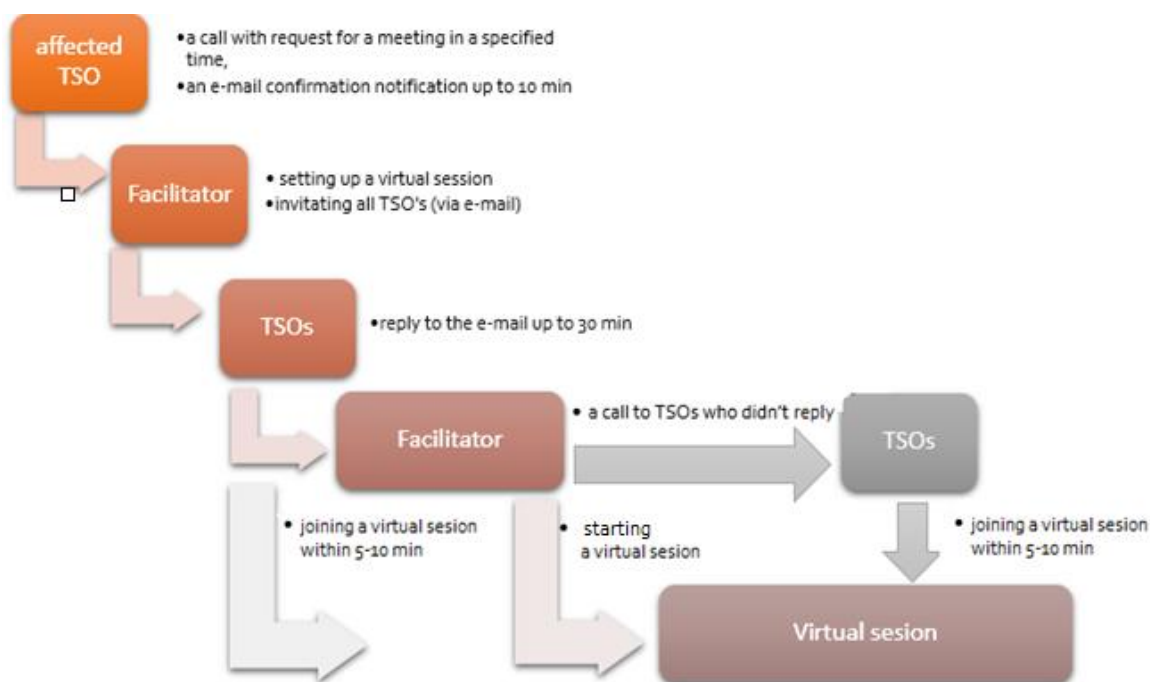 affected
TSO
•a call with request for a meeting in a specified
time,
•an e-mail confirmation notification up to 10 min
Facilitator
• setting up a virtual session
•invitating all TSO's (via e-mail)
TSOs
•reply to the e-mail up to 30 min
Facilitator
• a call to TSOs who didn't reply
TSOs
• joining a virtual sesion
within 5-10 min
• starting
a virtual sesion
• joining a virtual sesion
within 5-10 min
Virtual sesion